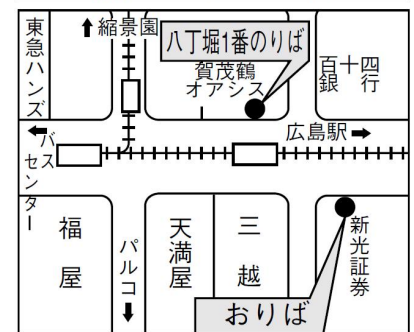 東急ハンズ
縮景園
八丁堀1番のりば
賀茂鶴
オアシス
百十四
銀行
広島駅
バスセンター
福屋
パルコ
天満屋
三越
新光証券
おりば